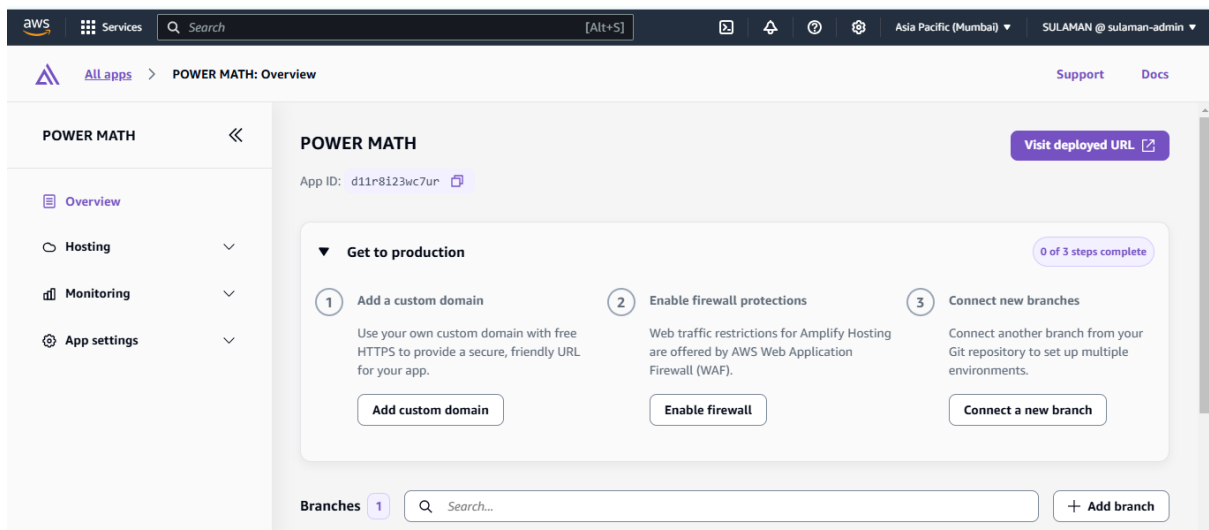 aws Services Search [Alt+S] Asia Pacific (Mumbai) ▼ SULAMAN @ sulaman-admin ▼
All apps > POWER MATH: Overview Support Docs
POWER MATH
Overview
Hosting
Monitoring
App settings
POWER MATH Visit deployed URL
App ID: d11r8i23wc7ur
▼ Get to production 0 of 3 steps complete
1 Add a custom domain
Use your own custom domain with free
HTTPS to provide a secure, friendly URL
for your app.
Add custom domain
2 Enable firewall protections
Web traffic restrictions for Amplify Hosting
are offered by AWS Web Application
Firewall (WAF).
Enable firewall
3 Connect new branches
Connect another branch from your
Git repository to set up multiple
environments.
Connect a new branch
Branches 1 Search... + Add branch